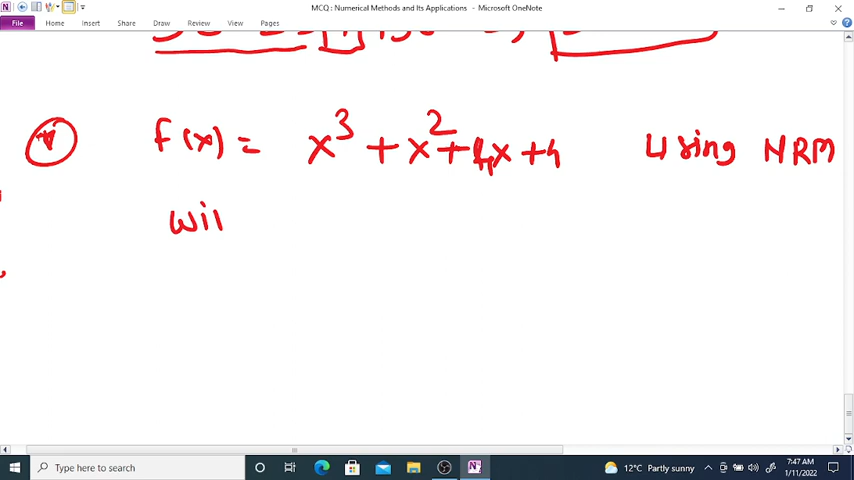 MCQ : Numerical Methods and Its Applications - Microsoft OneNote
File Home Insert Share Draw Review View Pages
f(x) = x³ + x² + 4x + 4 Using NRM
wil
Type here to search
12°C Partly sunny
7:47 AM
1/11/2022